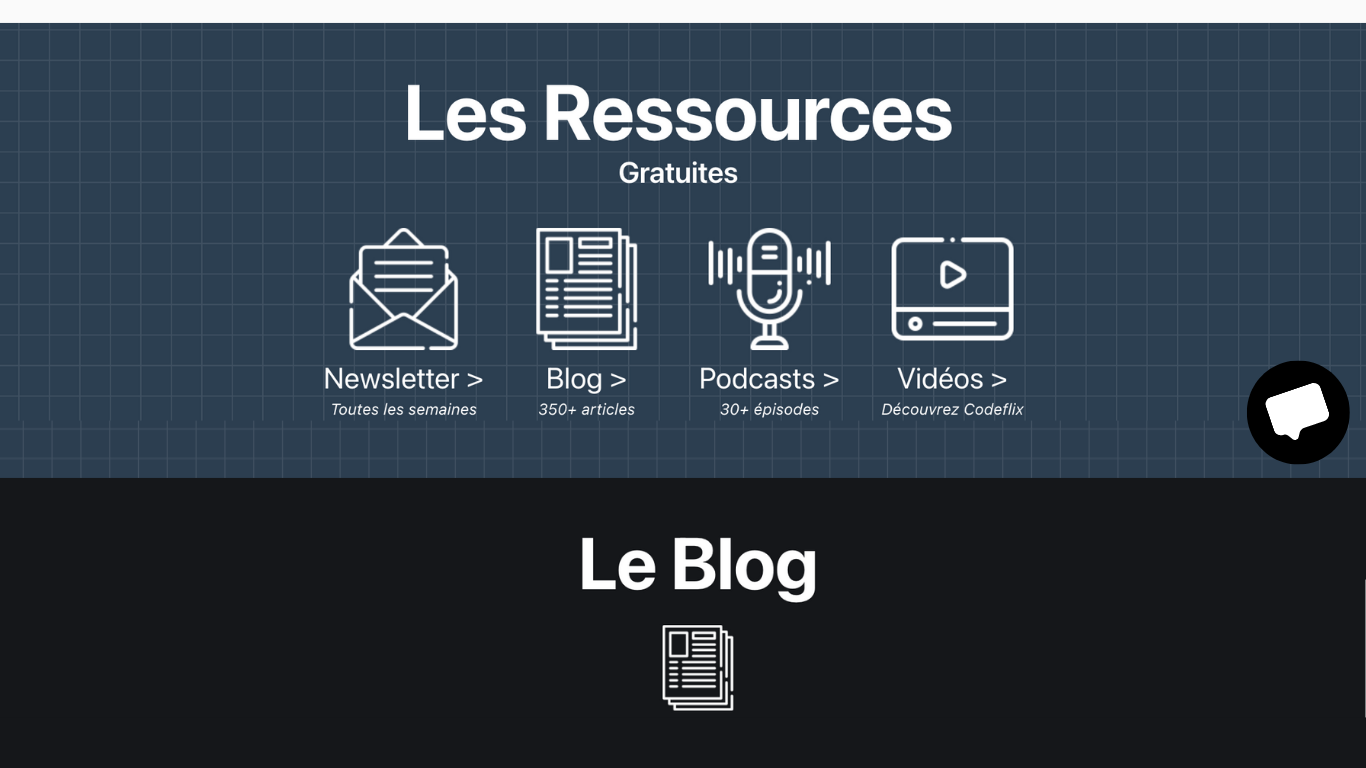 Les Ressources
Gratuites
Newsletter > Blog > Podcasts > Vidéos >
Toutes les semaines 350+ articles 30+ épisodes Découvrez Codeflix
Le Blog